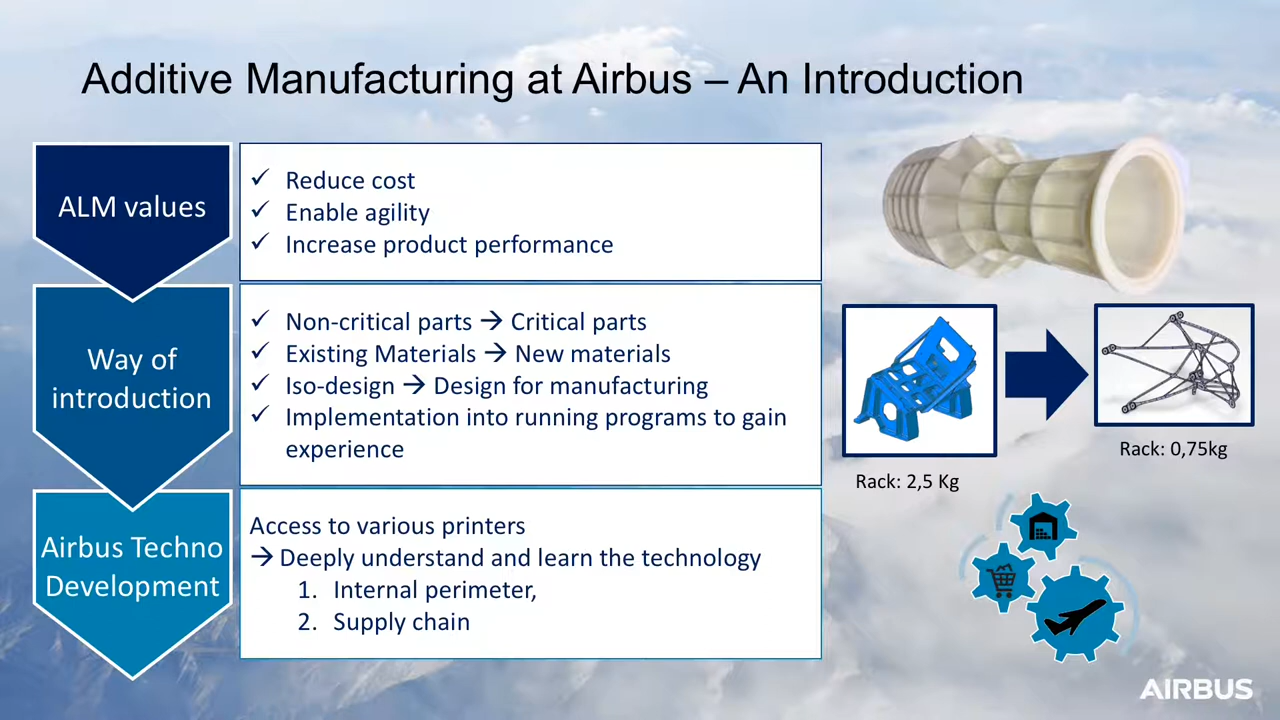 Additive Manufacturing at Airbus – An Introduction
ALM values
✓ Reduce cost
✓ Enable agility
✓ Increase product performance
Way of
introduction
✓ Non-critical parts → Critical parts
✓ Existing Materials → New materials
✓ Iso-design → Design for manufacturing
✓ Implementation into running programs to gain
experience
Airbus Techno
Development
Access to various printers
→ Deeply understand and learn the technology
1. Internal perimeter,
2. Supply chain
Rack: 2,5 Kg
Rack: 0,75kg
AIRBUS